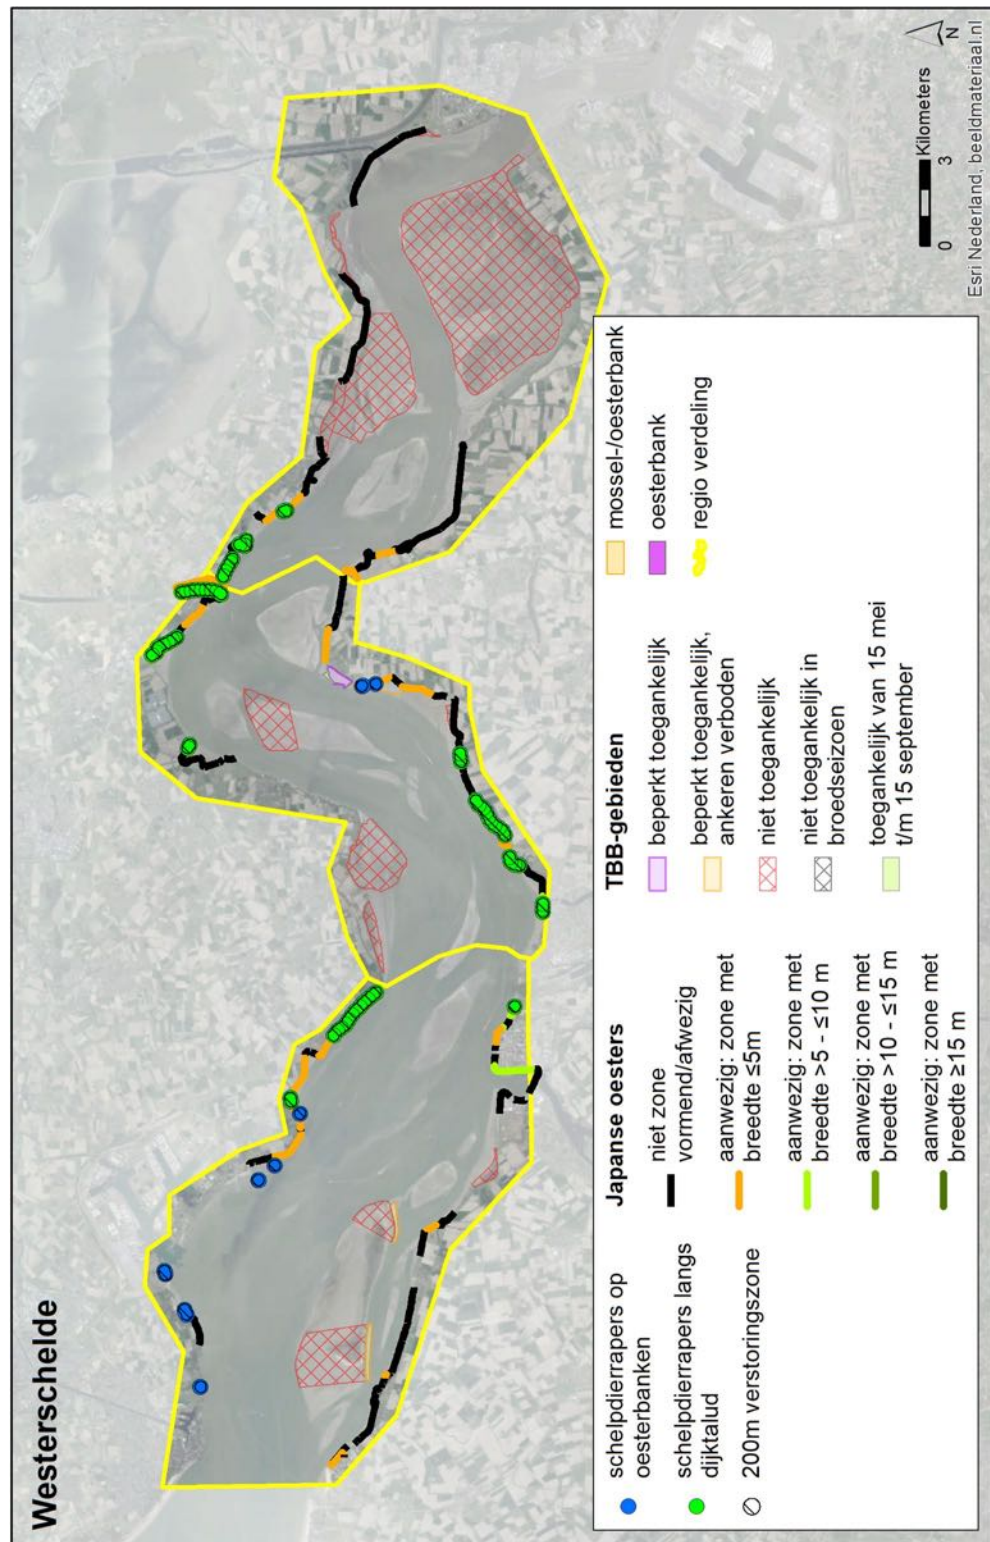 Westerschelde
N
0 3 Kilometers
Esri Nederland, beeldmateriaal.nl
schelpdierrapers op
oesterbanken
schelpdierrapers langs
dijktalud
200m verstoringszone
Japanse oesters
niet zone
vormend/afwezig
aanwezig: zone met
breedte ≤5m
aanwezig: zone met
breedte >5 - ≤10 m
aanwezig: zone met
breedte >10 - ≤15 m
aanwezig: zone met
breedte ≥15 m
TBB-gebieden
beperkt toegankelijk
beperkt toegankelijk,
ankeren verboden
niet toegankelijk
niet toegankelijk in
broedseizoen
toegankelijk van 15 mei
t/m 15 september
mossel-/oesterbank
oesterbank
regio verdeling